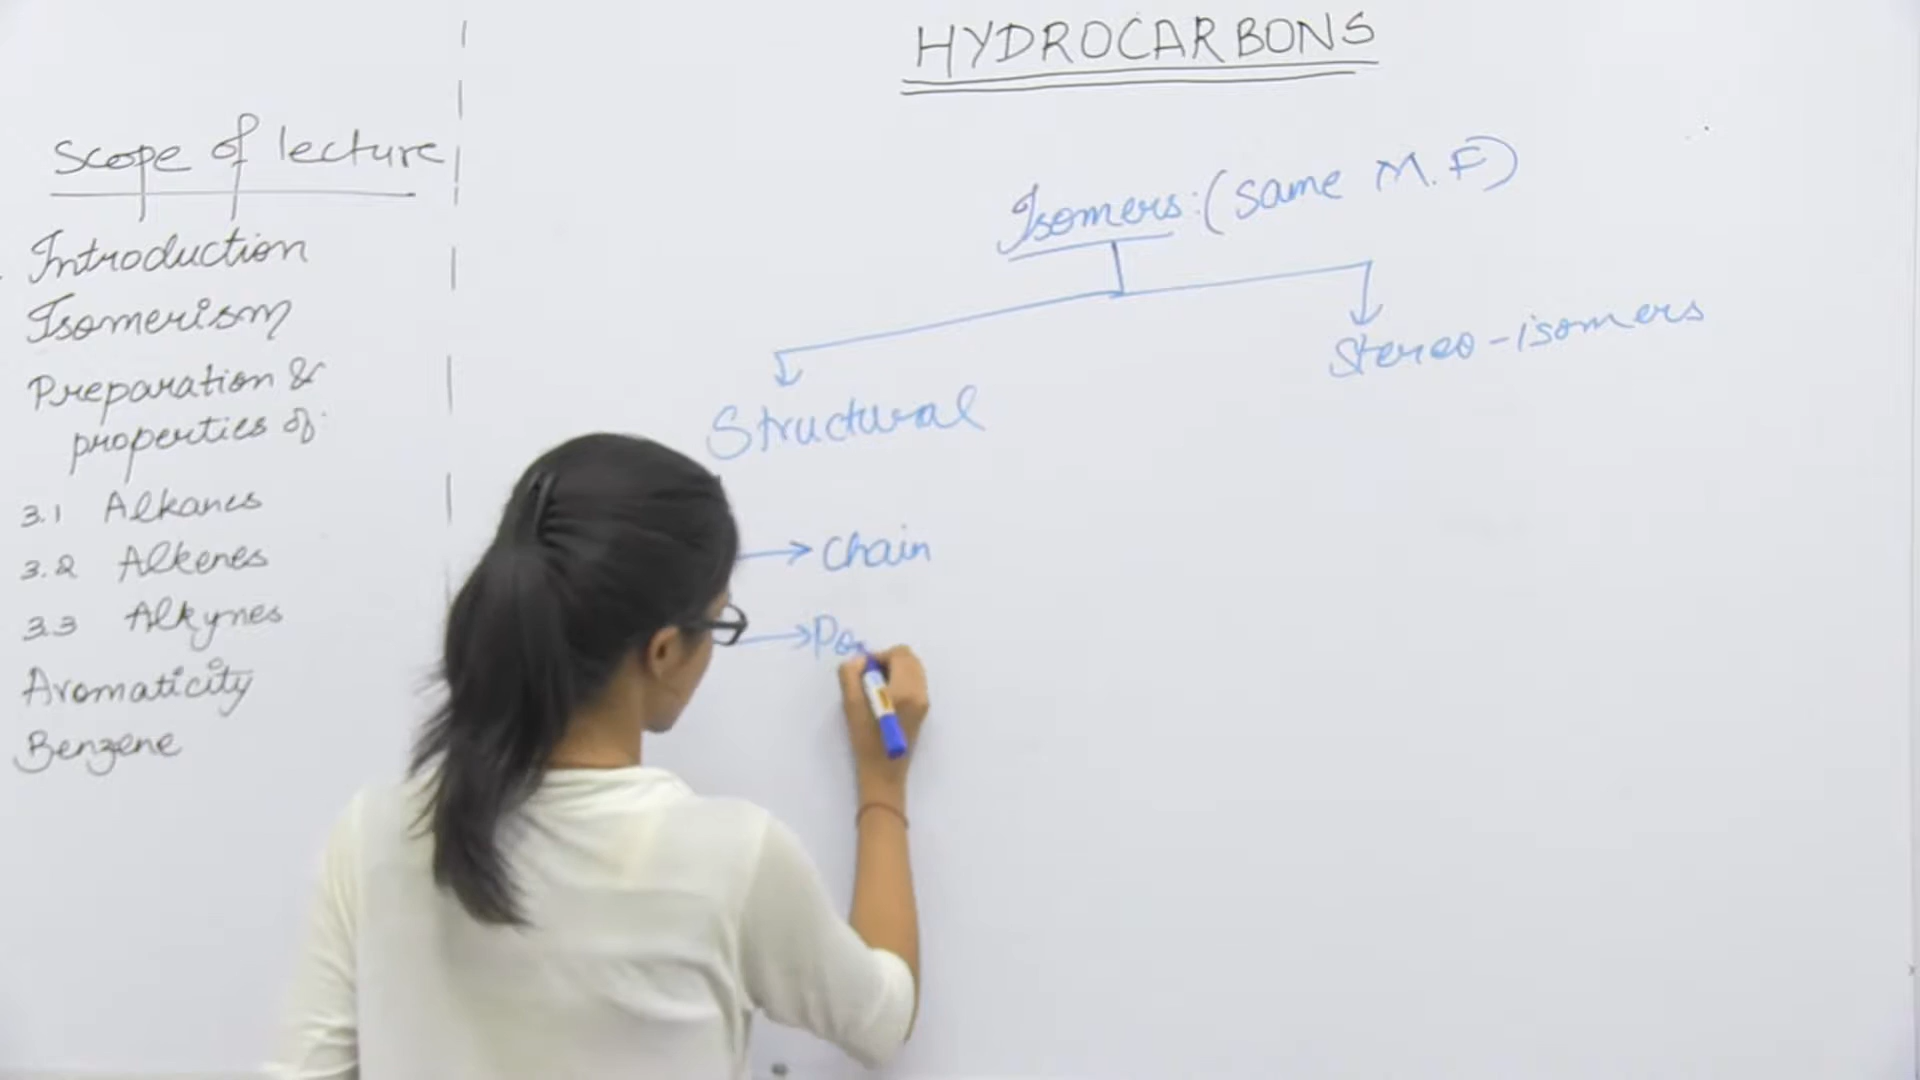 HYDROCARBONS
Scope of lecture
Introduction
Isomerism
Preparation &
properties of
3.1 Alkanes
3.2 Alkenes
3.3 Alkynes
Aromaticity
Benzene
Isomers: (same M.F)
Structural
Stereo-isomers
Chain